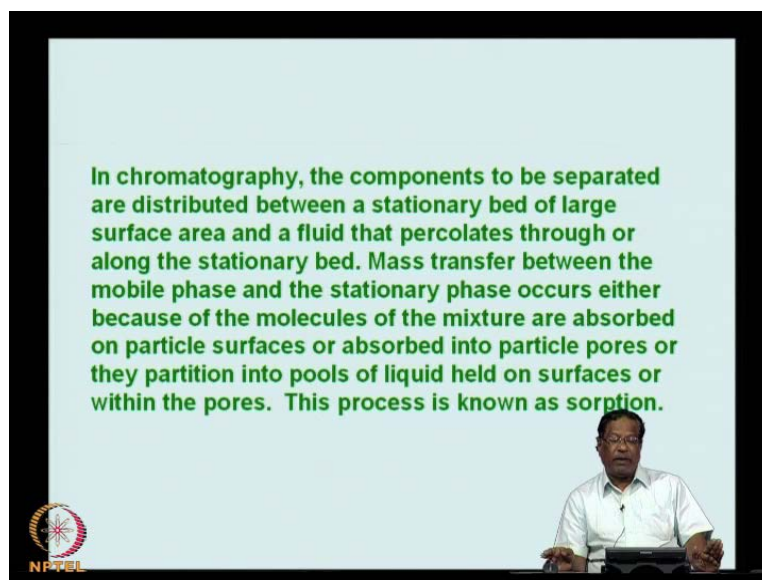 In chromatography, the components to be separated
are distributed between a stationary bed of large
surface area and a fluid that percolates through or
along the stationary bed. Mass transfer between the
mobile phase and the stationary phase occurs either
because of the molecules of the mixture are absorbed
on particle surfaces or absorbed into particle pores or
they partition into pools of liquid held on surfaces or
within the pores.  This process is known as sorption.
NPTEL